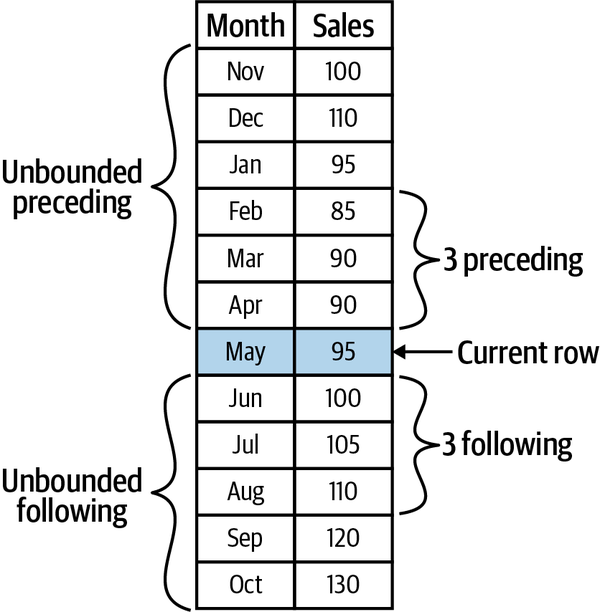 Month Sales
Nov 100
Dec 110
Jan 95
Unbounded
preceding
Feb 85
Mar 90
3 preceding
Apr 90
May 95
Current row
Jun 100
Jul 105
3 following
Aug 110
Unbounded
following
Sep 120
Oct 130